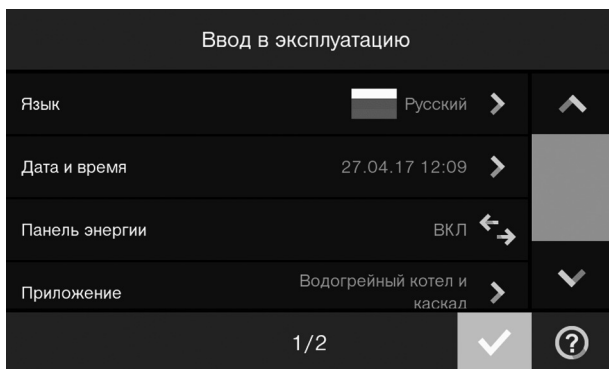 Ввод в эксплуатацию
Язык Русский
Дата и время 27.04.17 12:09
Панель энергии ВКЛ
Приложение Водогрейный котел и
каскад
1/2
?